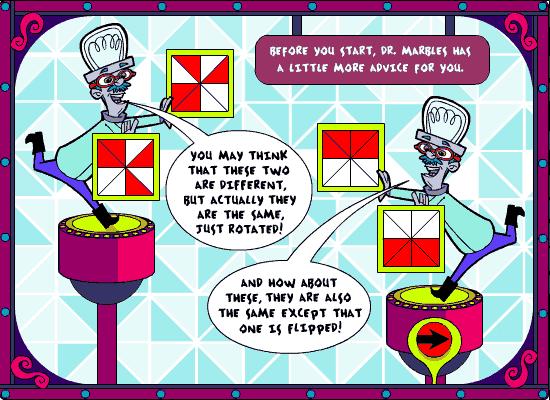 BEFORE YOU START, DR. MARBLES HAS
A LITTLE MORE ADVICE FOR YOU.
YOU MAY THINK
THAT THESE TWO
ARE DIFFERENT,
BUT ACTUALLY THEY
ARE THE SAME,
JUST ROTATED!
AND HOW ABOUT
THESE, THEY ARE ALSO
THE SAME EXCEPT THAT
ONE IS FLIPPED!